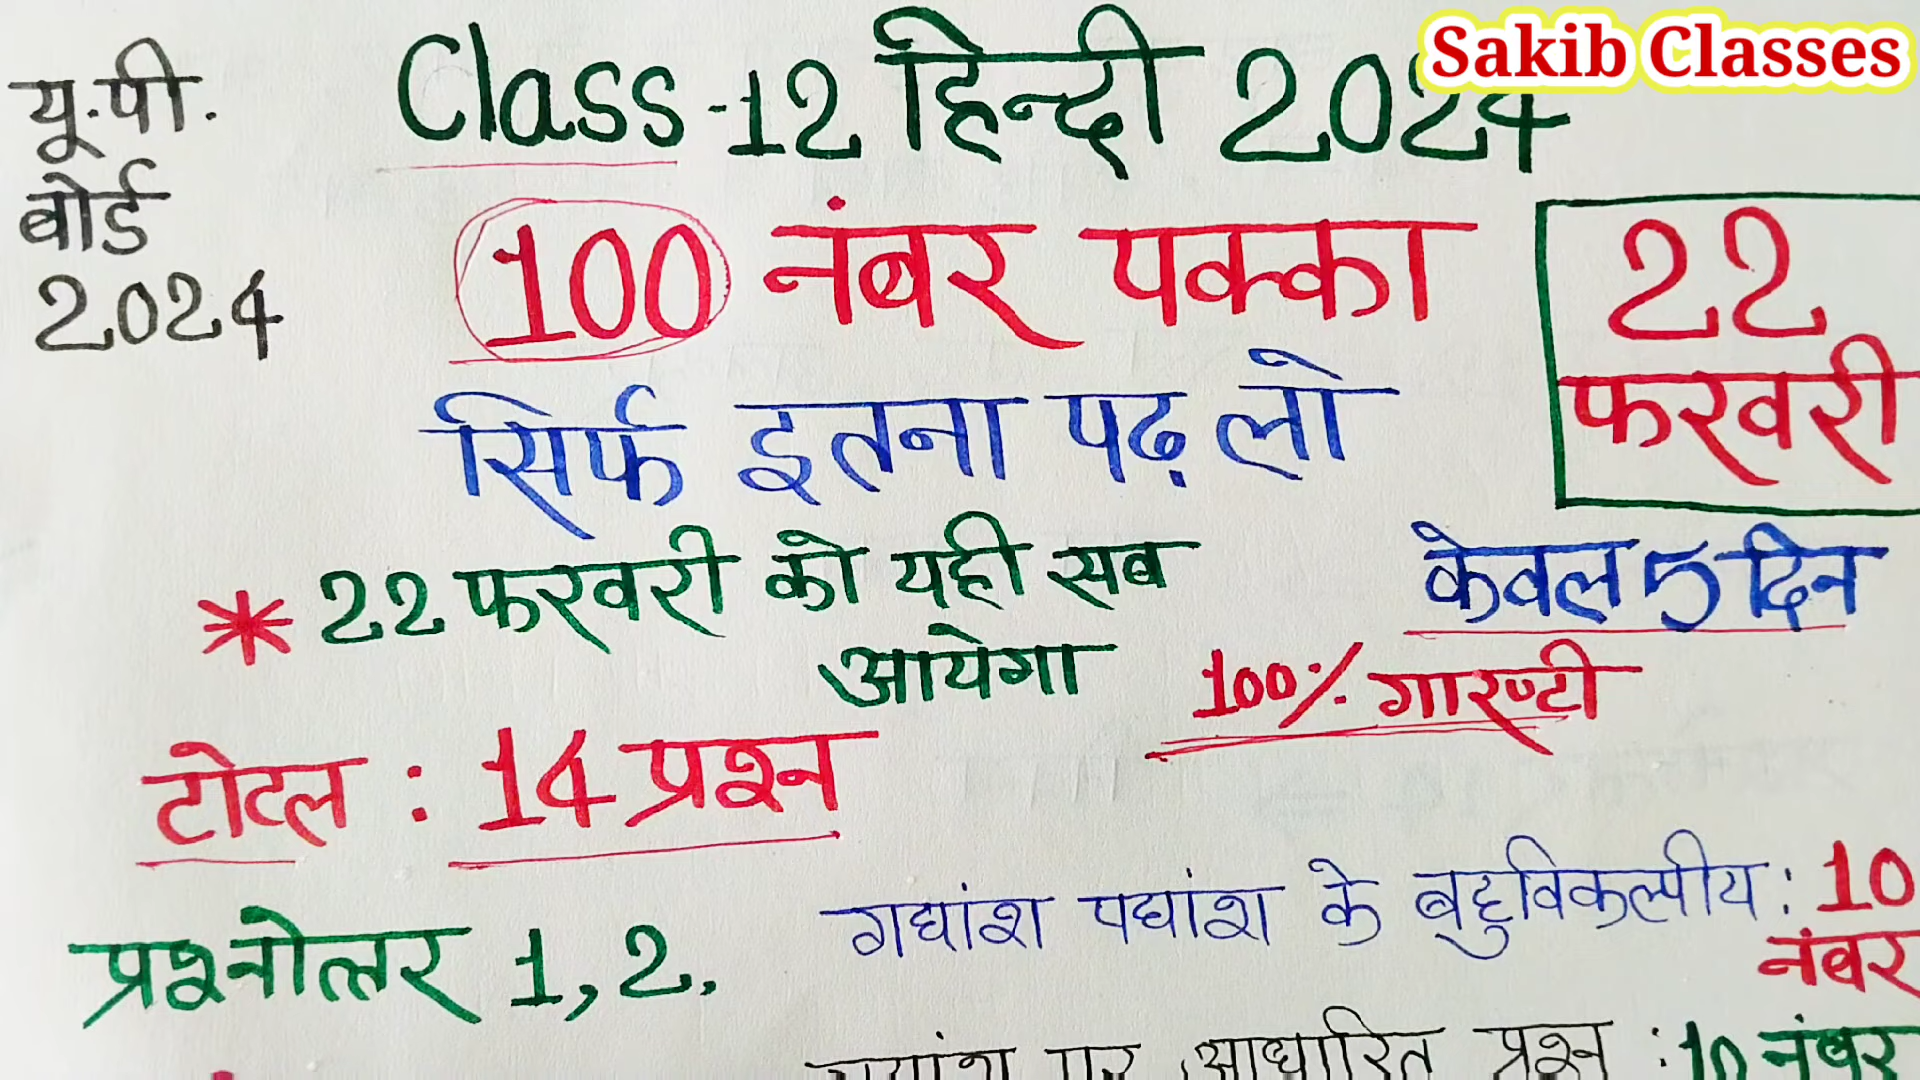 Sakib Classes
यू.पी.
बोर्ड
2024
Class-12 हिन्दी 2024
100 नंबर पक्का
22
फरवरी
सिर्फ इतना पढ़ लो
* 22 फरवरी को यही सब
आयेगा
केवल 5 दिन
100% गारण्टी
टोटल : 14 प्रश्न
प्रश्नोत्तर 1, 2.
गद्यांश पद्यांश के बहुविकल्पीय : 10
नंबर
पर आधारित प्रश्न : 10 नंबर